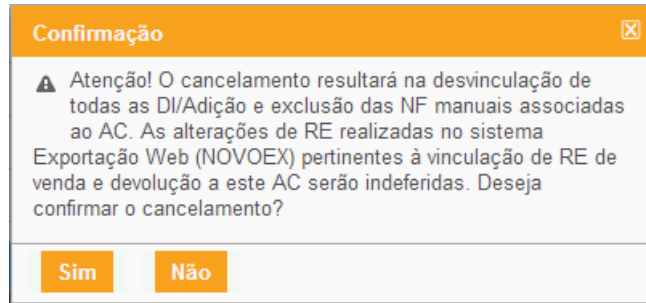 Confirmação
Atenção! O cancelamento resultará na desvinculação de
todas as DI/Adição e exclusão das NF manuais associadas
ao AC. As alterações de RE realizadas no sistema
Exportação Web (NOVOEX) pertinentes à vinculação de RE de
venda e devolução a este AC serão indeferidas. Deseja
confirmar o cancelamento?
Sim Não